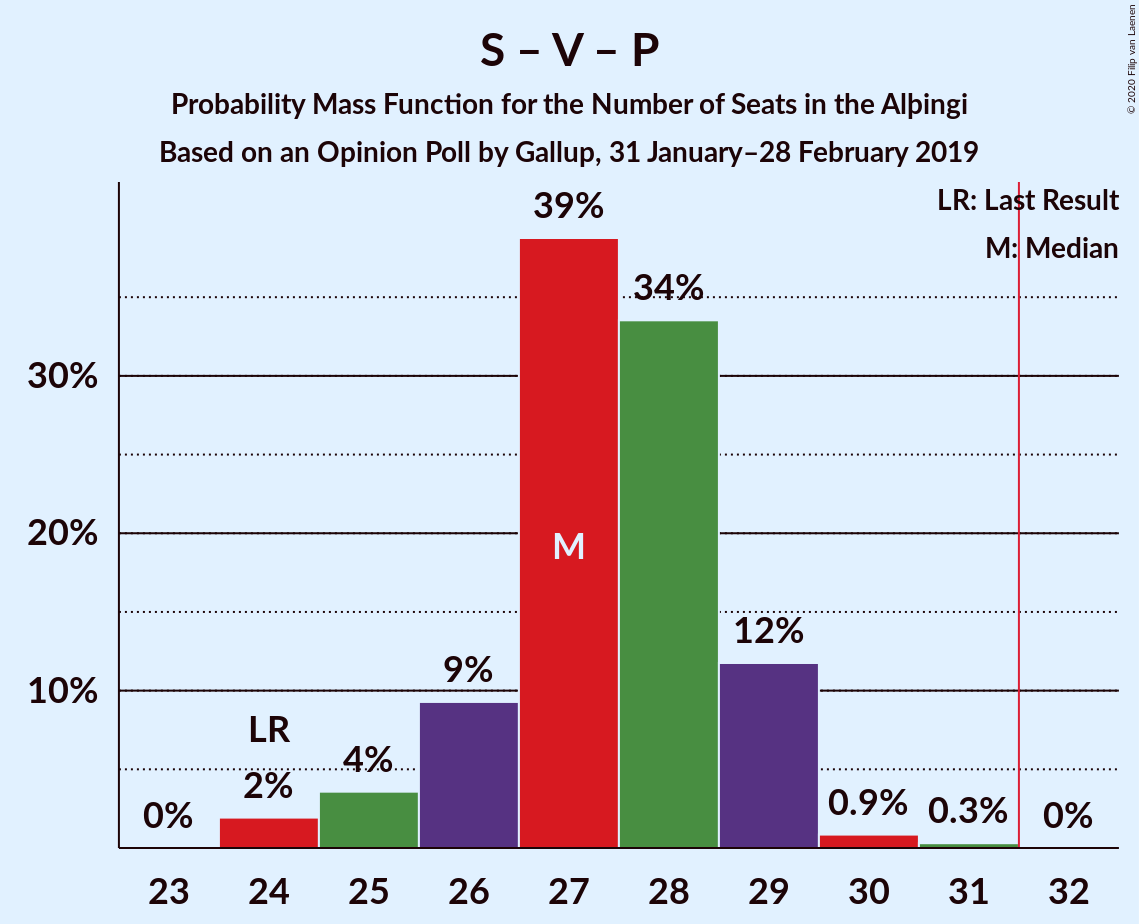 S – V – P
Probability Mass Function for the Number of Seats in the Alþingi
Based on an Opinion Poll by Gallup, 31 January–28 February 2019
© 2020 Filip van Laenen
LR: Last Result
M: Median
39%
34%
30%
20%
M
12%
9%
10%
LR
4%
2%
0%
0.9%
0.3%
0%
23 24 25 26 27 28 29 30 31 32